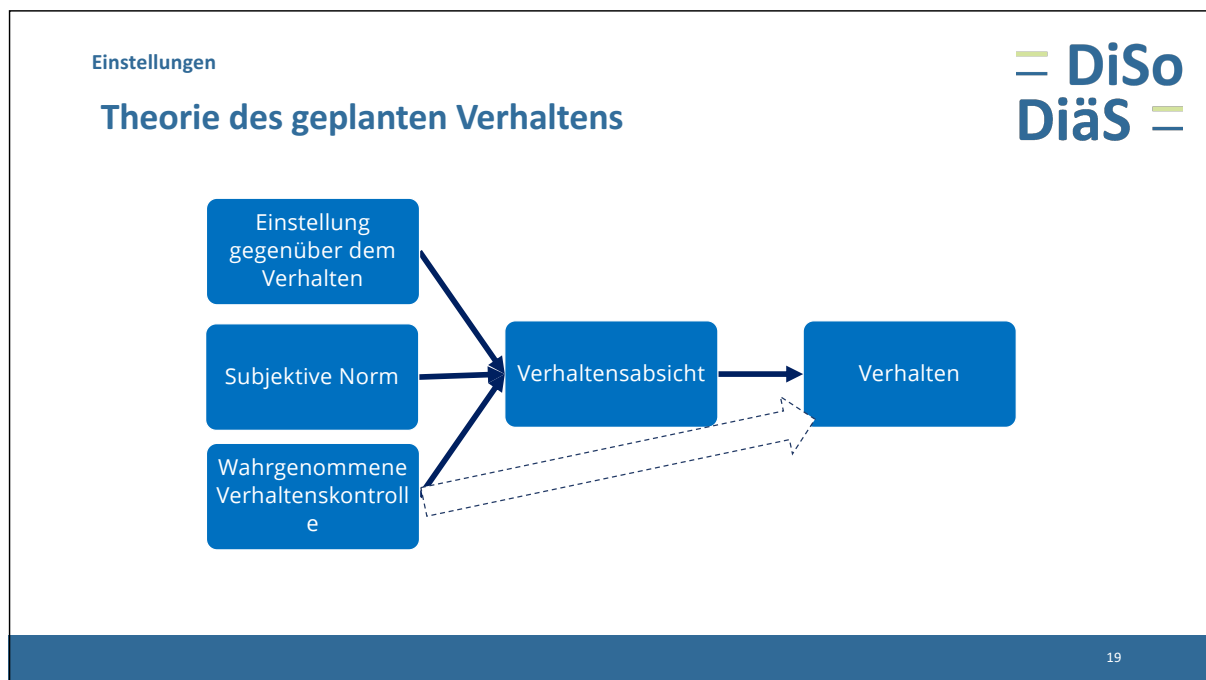 Einstellungen
Theorie des geplanten Verhaltens
DiSo
DiäS
Einstellung
gegenüber dem
Verhalten
Subjektive Norm
Wahrgenommene
Verhaltenskontroll
e
Verhaltensabsicht
Verhalten
19